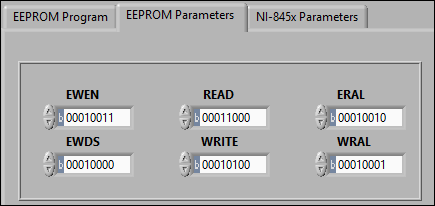 EEPROM Program EEPROM Parameters NI-845x Parameters
EWEN READ ERAL
b 00010011 b 00011000 b 00010010
EWDS WRITE WRAL
b 00010000 b 00010100 b 00010001